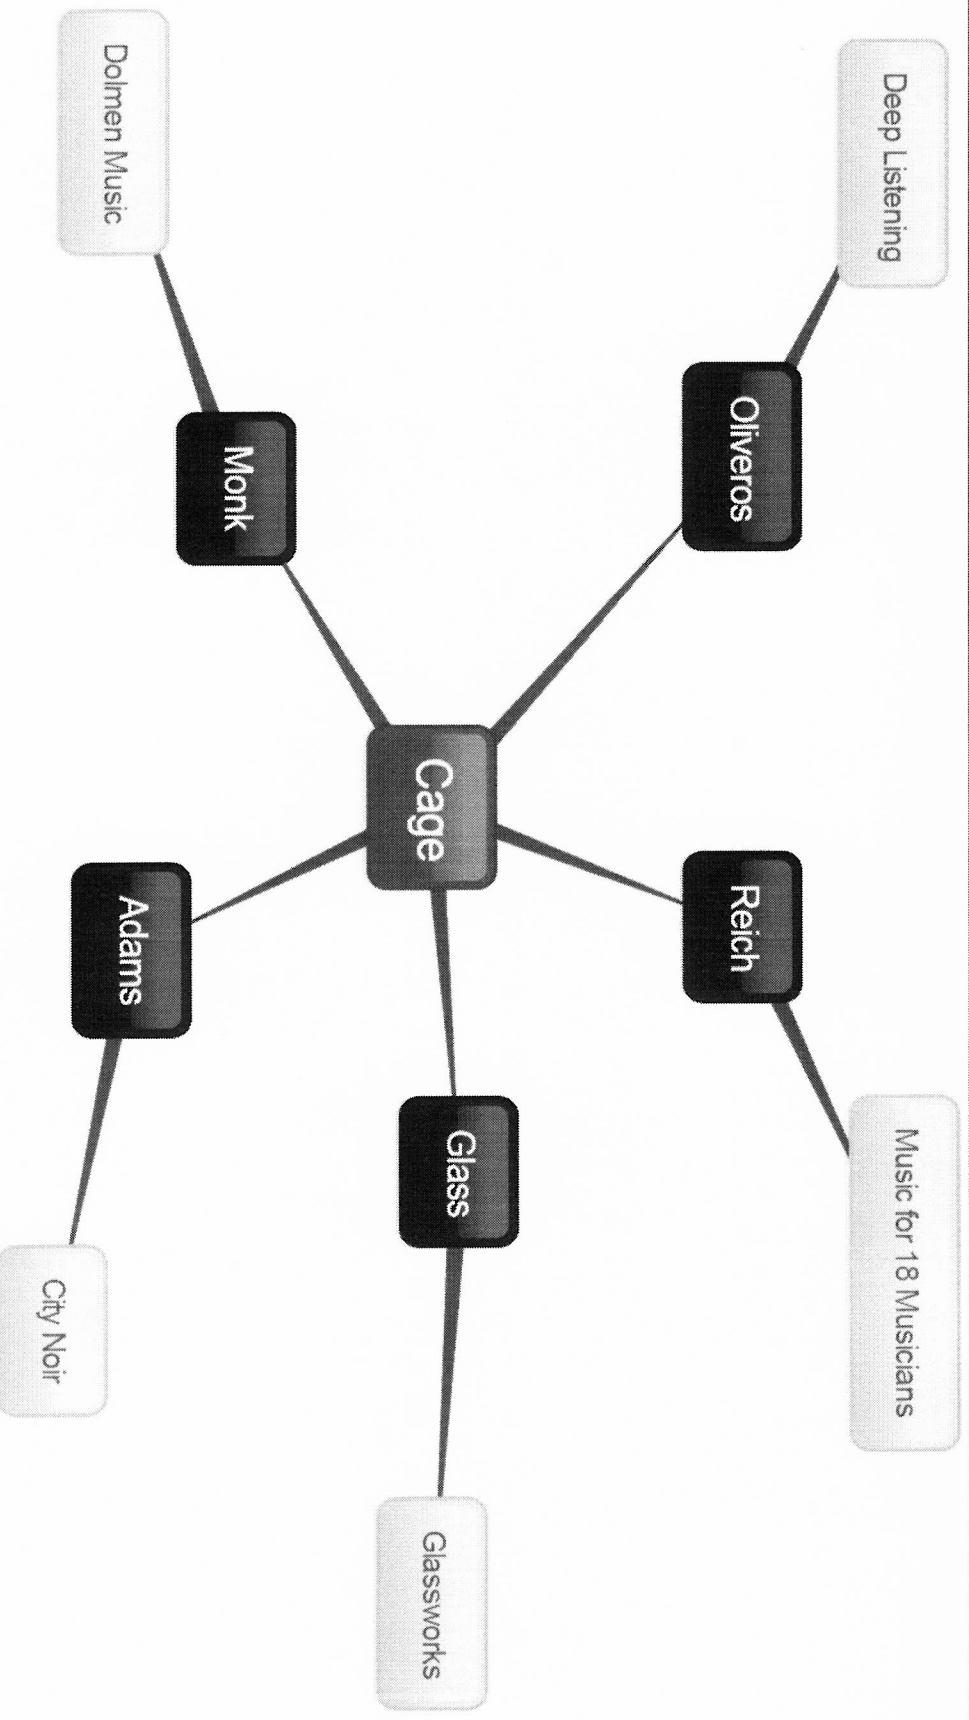 Deep Listening
Music for 18 Musicians
Oliveros
Reich
Cage
Glass
Glassworks
Monk
Adams
Dolmen Music
City Noir